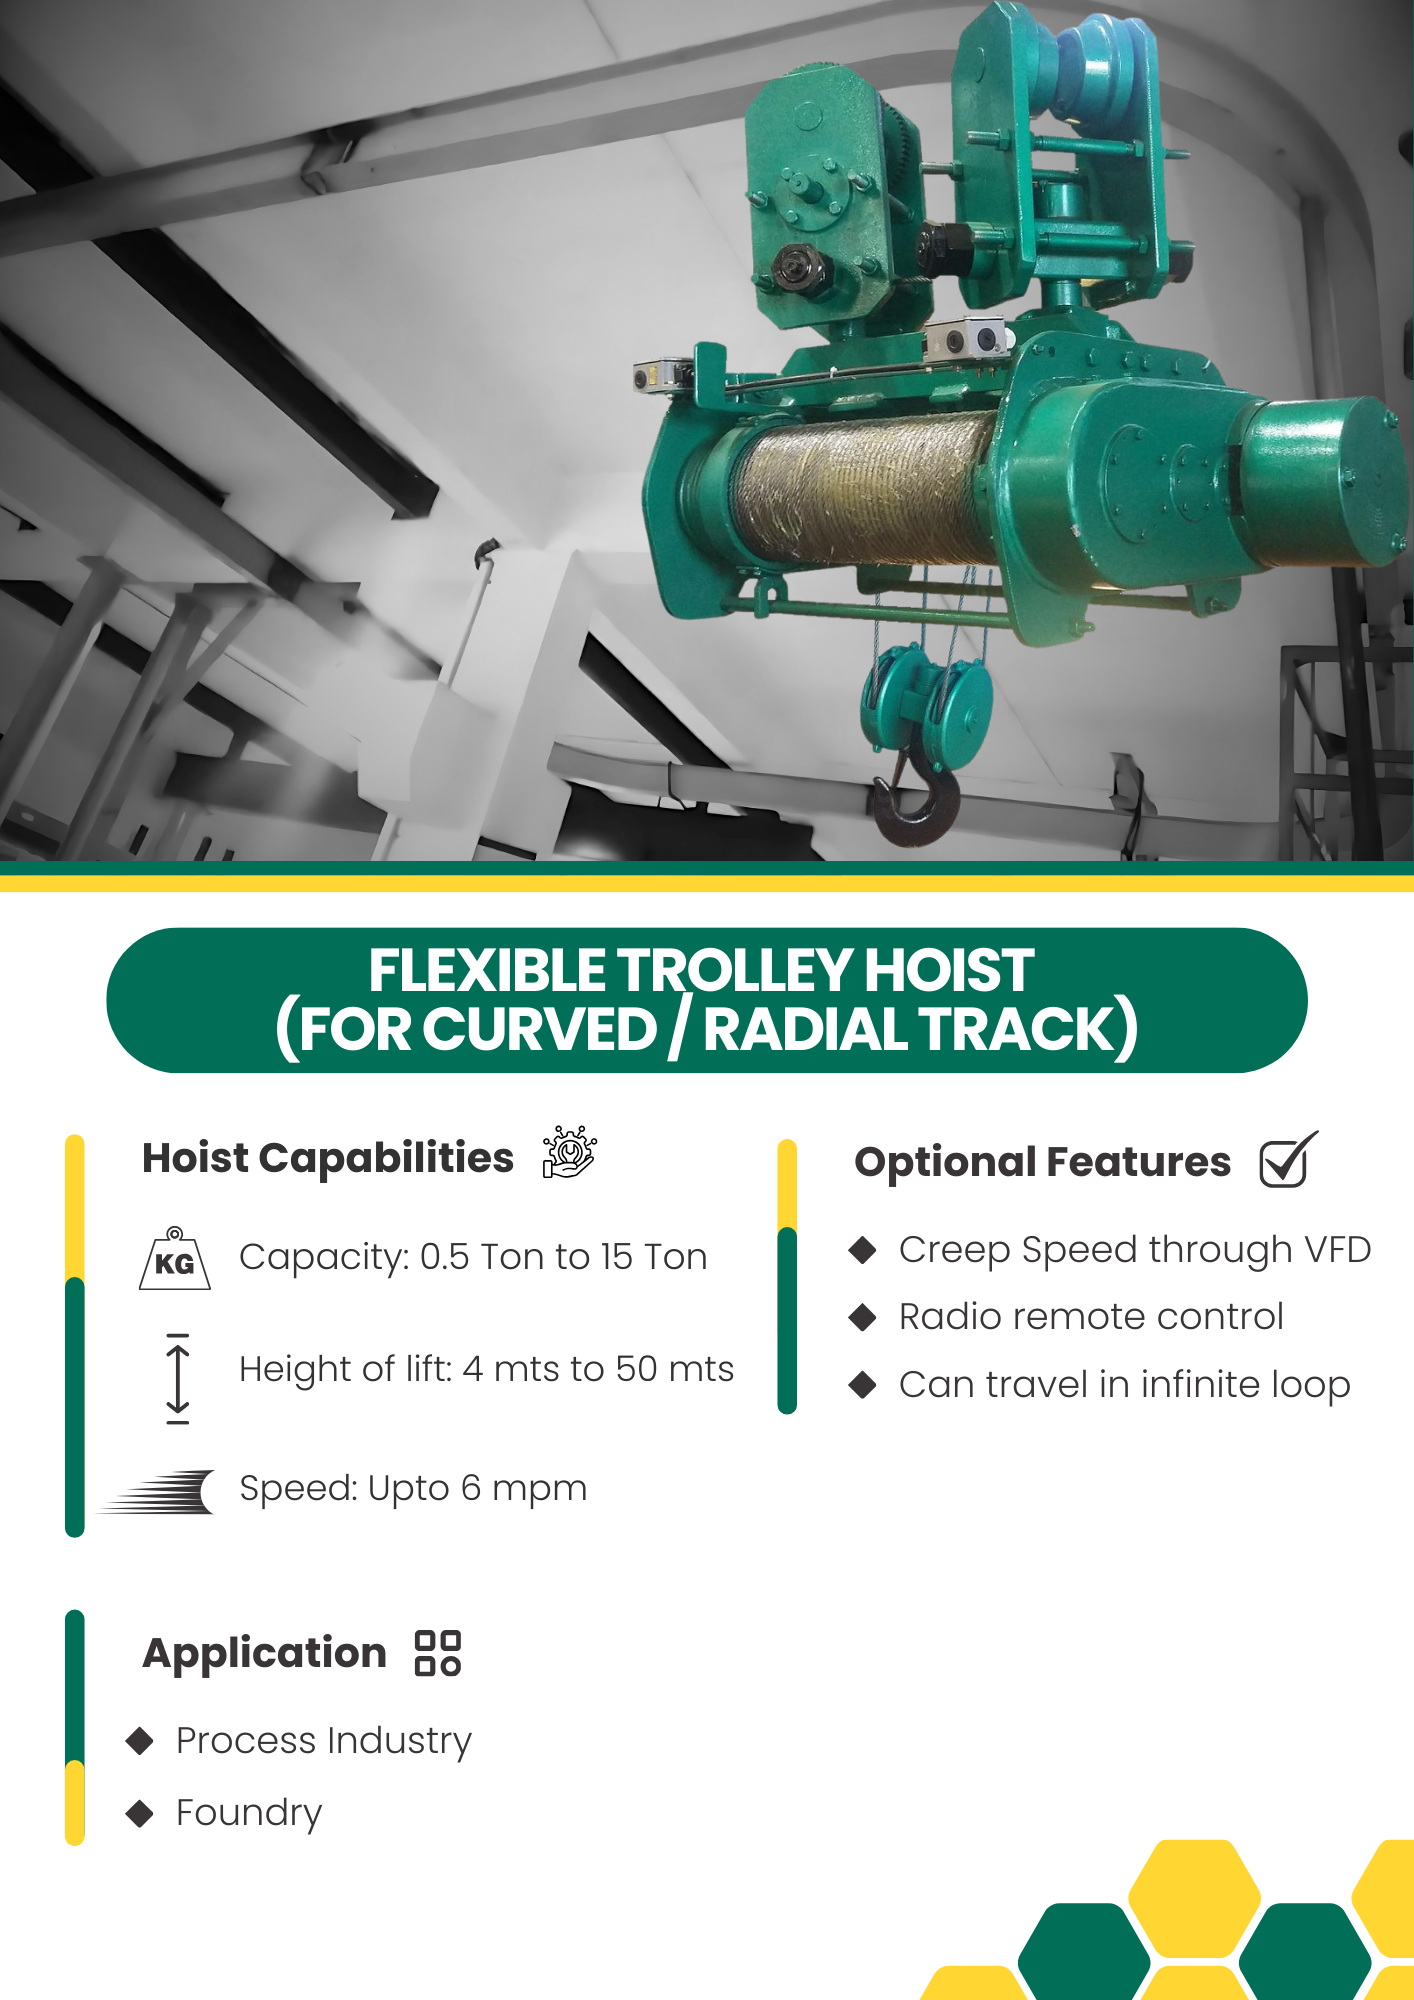 FLEXIBLE TROLLEY HOIST
(FOR CURVED / RADIAL TRACK)
Hoist Capabilities
KG
Capacity: 0.5 Ton to 15 Ton
Height of lift: 4 mts to 50 mts
Speed: Upto 6 mpm
Optional Features
Creep Speed through VFD
Radio remote control
Can travel in infinite loop
Application
Process Industry
Foundry